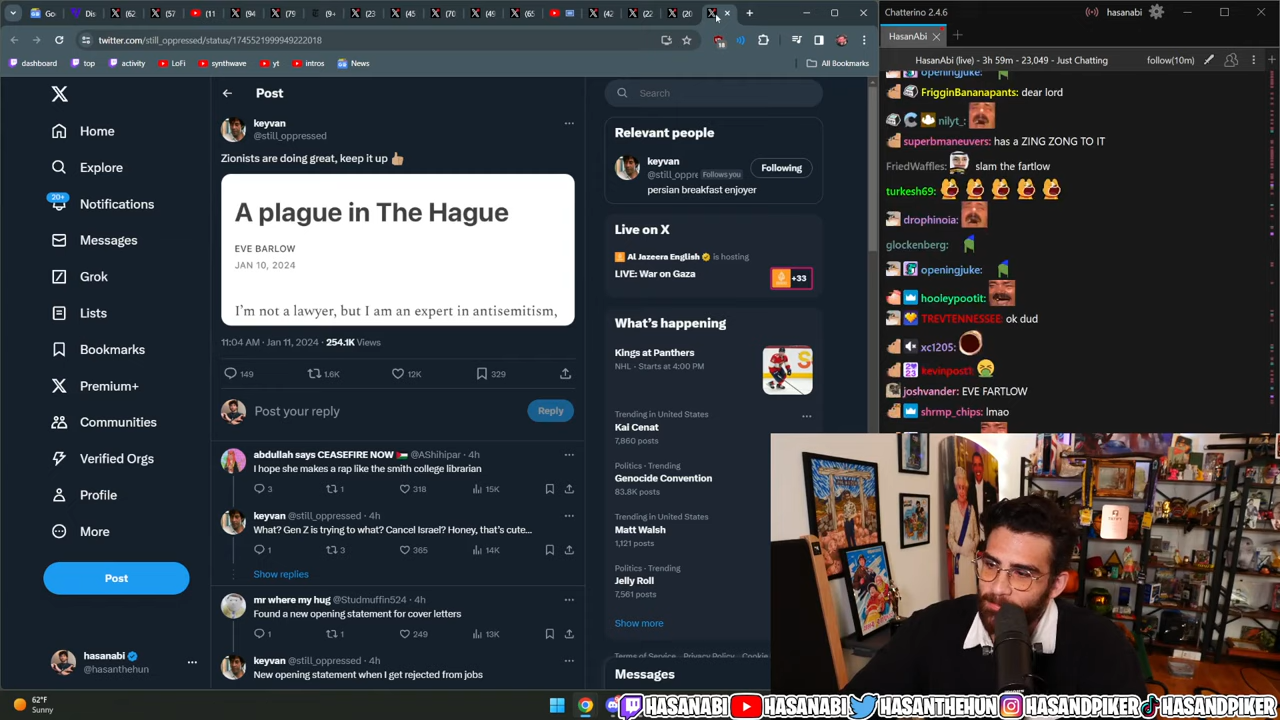 twitter.com/still_oppressed/status/1745521999949222018
dashboard
top
activity
LoFi
synthwave
yt
intros
News
All Bookmarks
Home
Explore
20+
Notifications
Messages
Grok
Lists
Bookmarks
Premium+
Communities
Verified Orgs
Profile
More
Post
hasanabi
@hasanthehun
Post
keyvan
@still_oppressed
Zionists are doing great, keep it up
A plague in The Hague
EVE BARLOW
JAN 10, 2024
I'm not a lawyer, but I am an expert in antisemitism,
11:04 AM · Jan 11, 2024 · 254.1K Views
149
1.6K
12K
329
Post your reply
Reply
abdullah says CEASEFIRE NOW @AShihipar · 4h
I hope she makes a rap like the smith college librarian
3
1
318
15K
keyvan @still_oppressed · 4h
What? Gen Z is trying to what? Cancel Israel? Honey, that's cute...
1
3
365
14K
Show replies
mr where my hug @Studmuffin524 · 4h
Found a new opening statement for cover letters
1
1
249
13K
keyvan @still_oppressed · 4h
New opening statement when I get rejected from jobs
Search
Relevant people
keyvan
@still_oppre Follows you
Following
persian breakfast enjoyer
Live on X
Al Jazeera English is hosting
LIVE: War on Gaza
+33
What's happening
Kings at Panthers
NHL · Starts at 4:00 PM
Trending in United States
Kai Cenat
7,860 posts
Politics · Trending
Genocide Convention
83.8K posts
Trending in United States
Matt Walsh
1,121 posts
Politics · Trending
Jelly Roll
7,561 posts
Show more
Terms of Service Privacy Policy Cookie
Messages
Chatterino 2.4.6
hasanabi
HasanAbi
HasanAbi (live) - 3h 59m - 23,049 - Just Chatting
follow(10m)
openingjuke:
FrigginBananapants: dear lord
nilyt_:
superbmaneuvers: has a ZING ZONG TO IT
FriedWaffles: slam the fartlow
turkesh69:
drophinoia:
glockenberg:
openingjuke:
hooleypootit:
TREVTENNESSEE: ok dud
xc1205:
kevinpost1:
joshvander: EVE FARTLOW
shrmp_chips: lmao
62°F
Sunny
HASANABI
HASANABI
HASANTHEHUN
HASANDPIKER
HASANDPIKER